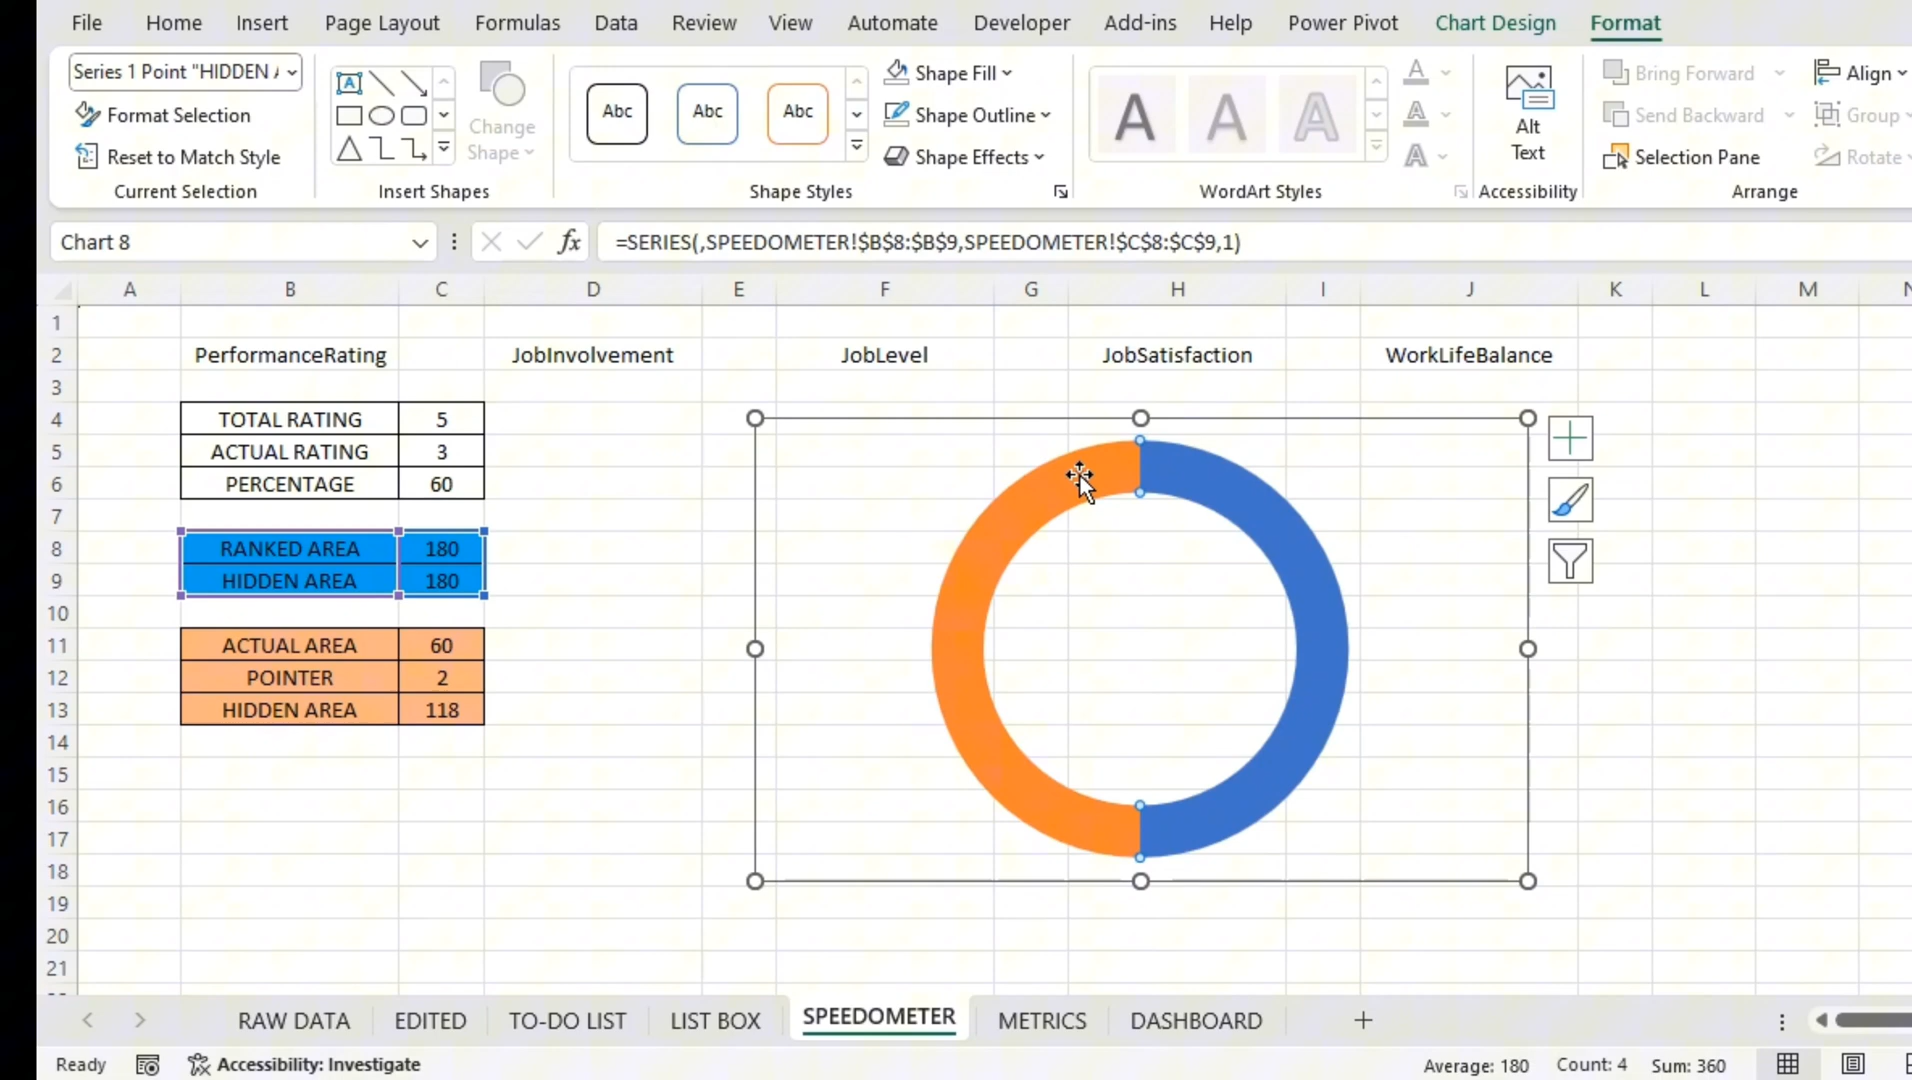 File Home Insert Page Layout Formulas Data Review View Automate Developer Add-ins Help Power Pivot Chart Design Format
Series 1 Point "HIDDEN
Format Selection
Reset to Match Style
Current Selection
Change
Shape
Insert Shapes
Abc Abc Abc
Shape Fill
Shape Outline
Shape Effects
Shape Styles
A A A
WordArt Styles
Alt
Text
Accessibility
Bring Forward
Send Backward
Selection Pane
Align
Group
Rotate
Arrange
Chart 8
fx
=SERIES(,SPEEDOMETER!$B$8:$B$9,SPEEDOMETER!$C$8:$C$9,1)
A B C D E F G H I J K L M N
1
2 PerformanceRating JobInvolvement JobLevel JobSatisfaction WorkLifeBalance
3
4 TOTAL RATING 5
5 ACTUAL RATING 3
6 PERCENTAGE 60
7
8 RANKED AREA 180
9 HIDDEN AREA 180
10
11 ACTUAL AREA 60
12 POINTER 2
13 HIDDEN AREA 118
14
15
16
17
18
19
20
21
RAW DATA EDITED TO-DO LIST LIST BOX SPEEDOMETER METRICS DASHBOARD
Ready Accessibility: Investigate Average: 180 Count: 4 Sum: 360